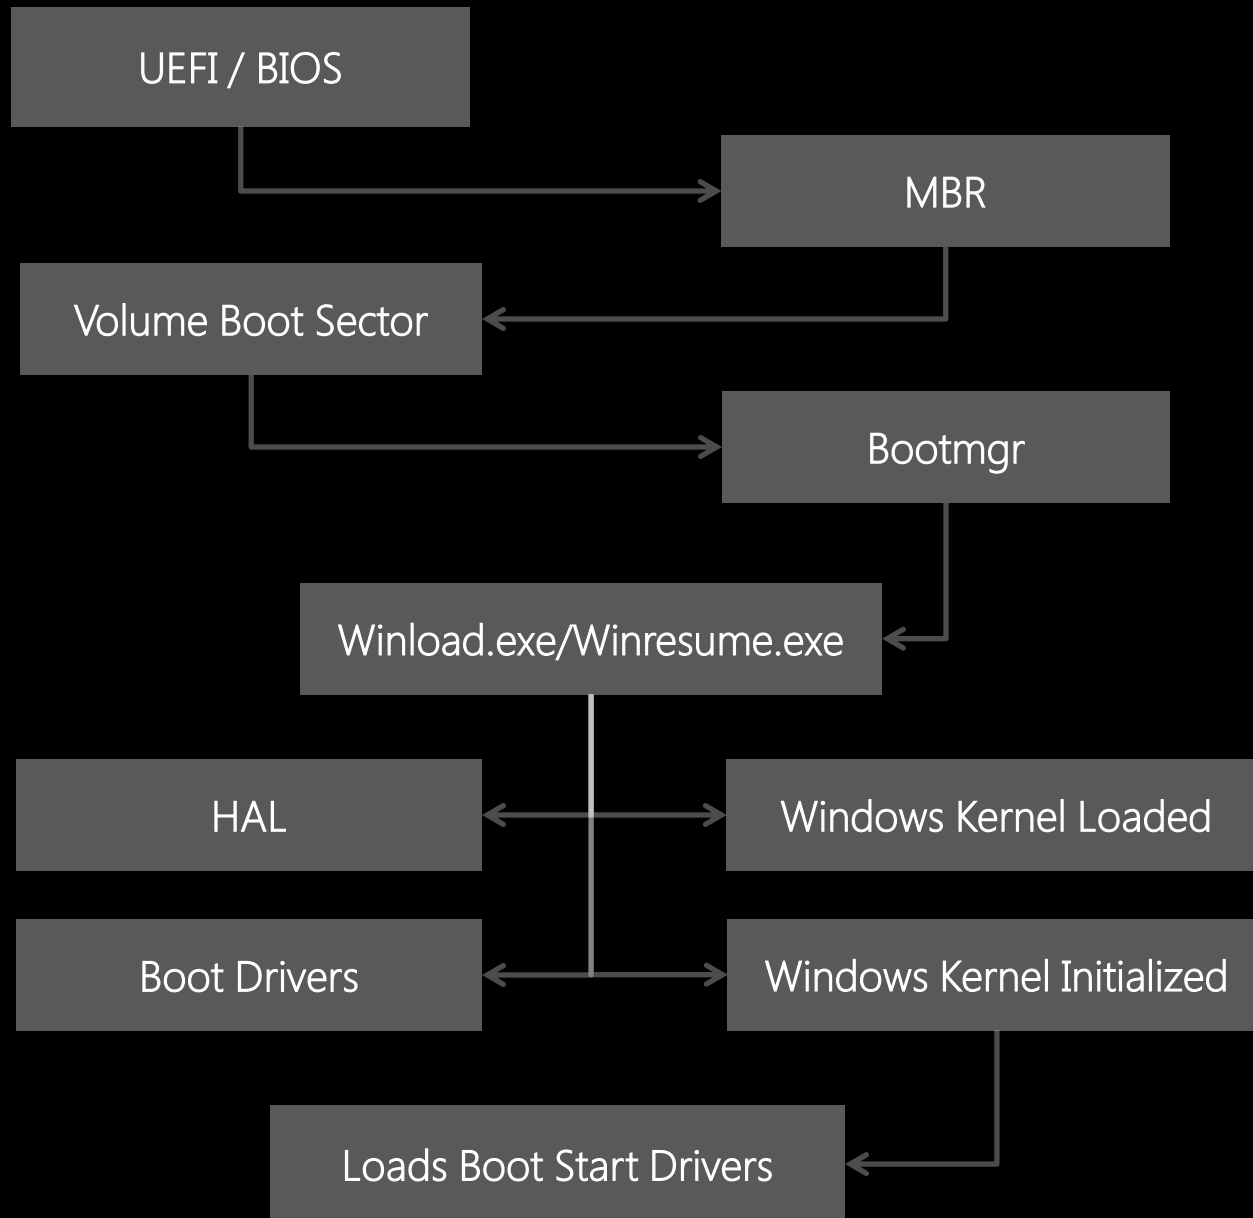 UEFI / BIOS
MBR
Volume Boot Sector
Bootmgr
Winload.exe/Winresume.exe
HAL
Windows Kernel Loaded
Boot Drivers
Windows Kernel Initialized
Loads Boot Start Drivers